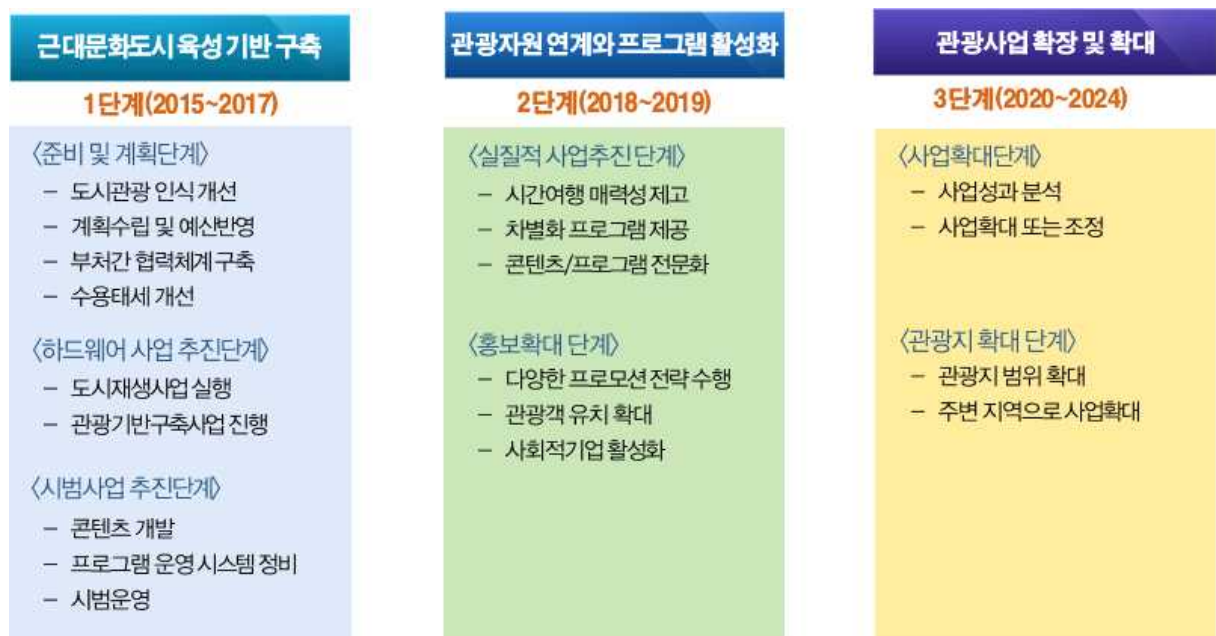 근대문화도시 육성 기반 구축
1단계(2015~2017)
〈준비 및 계획단계〉
– 도시관광 인식 개선
– 계획수립 및 예산반영
– 부처간 협력체계 구축
– 수용태세 개선
〈하드웨어 사업 추진단계〉
– 도시재생사업 실행
– 관광기반구축사업 진행
〈시범사업 추진단계〉
– 콘텐츠 개발
– 프로그램 운영 시스템 정비
– 시범운영
관광자원 연계와 프로그램 활성화
2단계(2018~2019)
〈실질적 사업추진 단계〉
– 시간여행 매력성 제고
– 차별화 프로그램 제공
– 콘텐츠/프로그램 전문화
〈홍보확대 단계〉
– 다양한 프로모션 전략 수행
– 관광객 유치 확대
– 사회적기업 활성화
관광사업 확장 및 확대
3단계(2020~2024)
〈사업확대단계〉
– 사업성과 분석
– 사업확대 또는 조정
〈관광지 확대 단계〉
– 관광지 범위 확대
– 주변 지역으로 사업확대